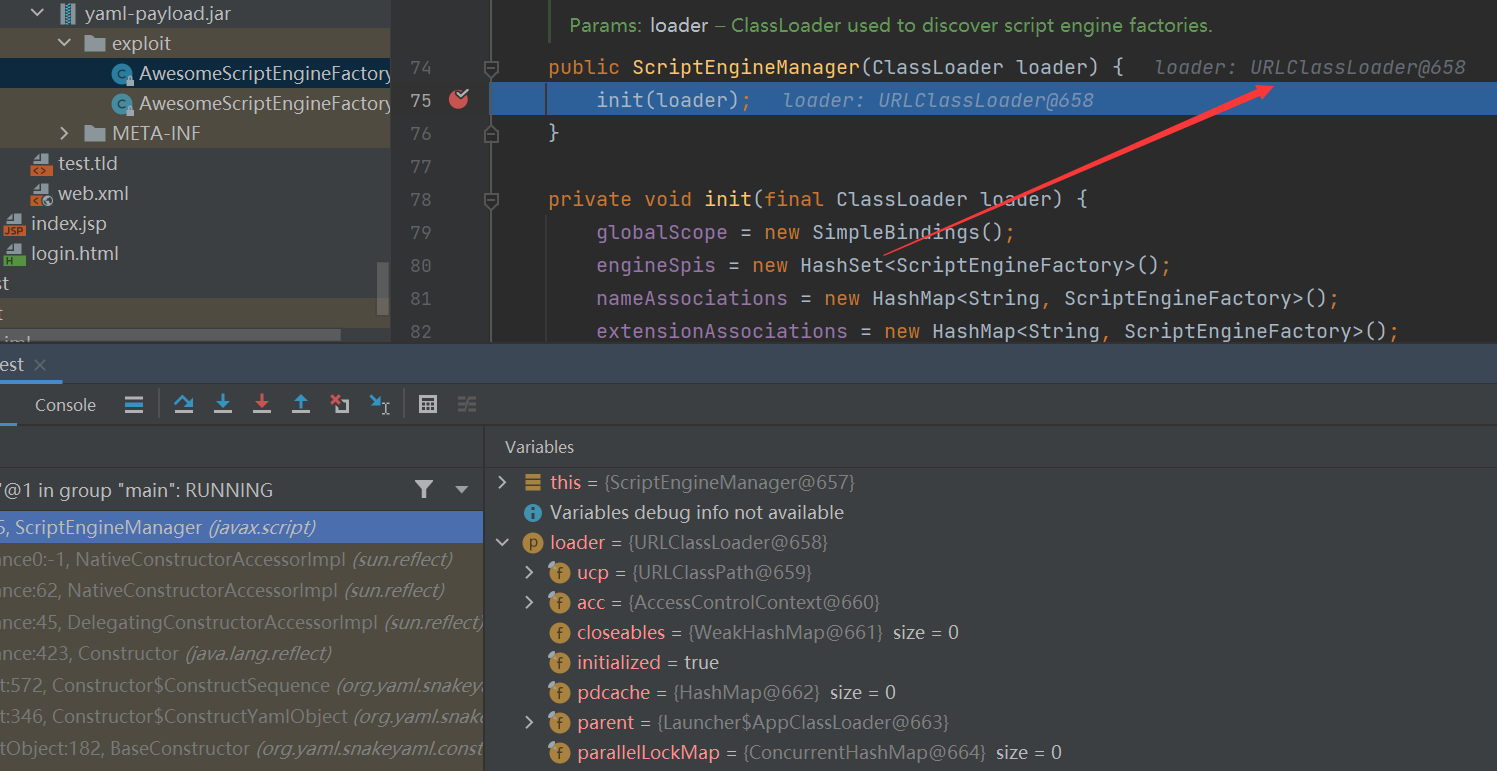 yaml-payload.jar
exploit
AwesomeScriptEngineFactory
AwesomeScriptEngineFactory
META-INF
test.tld
web.xml
index.jsp
login.html
st
t
Params: loader – ClassLoader used to discover script engine factories.
74 public ScriptEngineManager(ClassLoader loader) { loader: URLClassLoader@658
75 init(loader); loader: URLClassLoader@658
76 }
77
78 private void init(final ClassLoader loader) {
79 globalScope = new SimpleBindings();
80 engineSpis = new HashSet<ScriptEngineFactory>();
81 nameAssociations = new HashMap<String, ScriptEngineFactory>();
82 extensionAssociations = new HashMap<String, ScriptEngineFactory>();
est
Console
"@1 in group "main": RUNNING
5, ScriptEngineManager (javax.script)
ance0:-1, NativeConstructorAccessorImpl (sun.reflect)
ance:62, NativeConstructorAccessorImpl (sun.reflect)
ance:45, DelegatingConstructorAccessorImpl (sun.reflect)
ance:423, Constructor (java.lang.reflect)
t:572, Constructor$ConstructSequence (org.yaml.snakeya
t:346, Constructor$ConstructYamlObject (org.yaml.snake
tObject:182, BaseConstructor (org.yaml.snakeyaml.const
Variables
this = {ScriptEngineManager@657}
Variables debug info not available
p loader = {URLClassLoader@658}
f ucp = {URLClassPath@659}
f acc = {AccessControlContext@660}
f closeables = {WeakHashMap@661} size = 0
f initialized = true
f pdcache = {HashMap@662} size = 0
f parent = {Launcher$AppClassLoader@663}
f parallelLockMap = {ConcurrentHashMap@664} size = 0